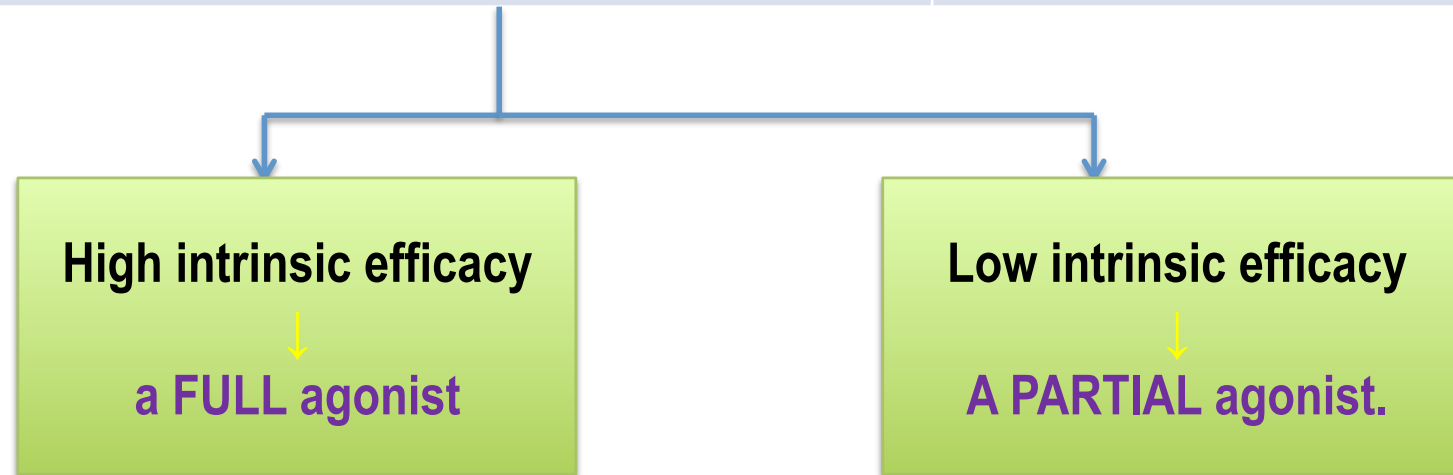 High intrinsic efficacy
↓
a FULL agonist
Low intrinsic efficacy
↓
A PARTIAL agonist.